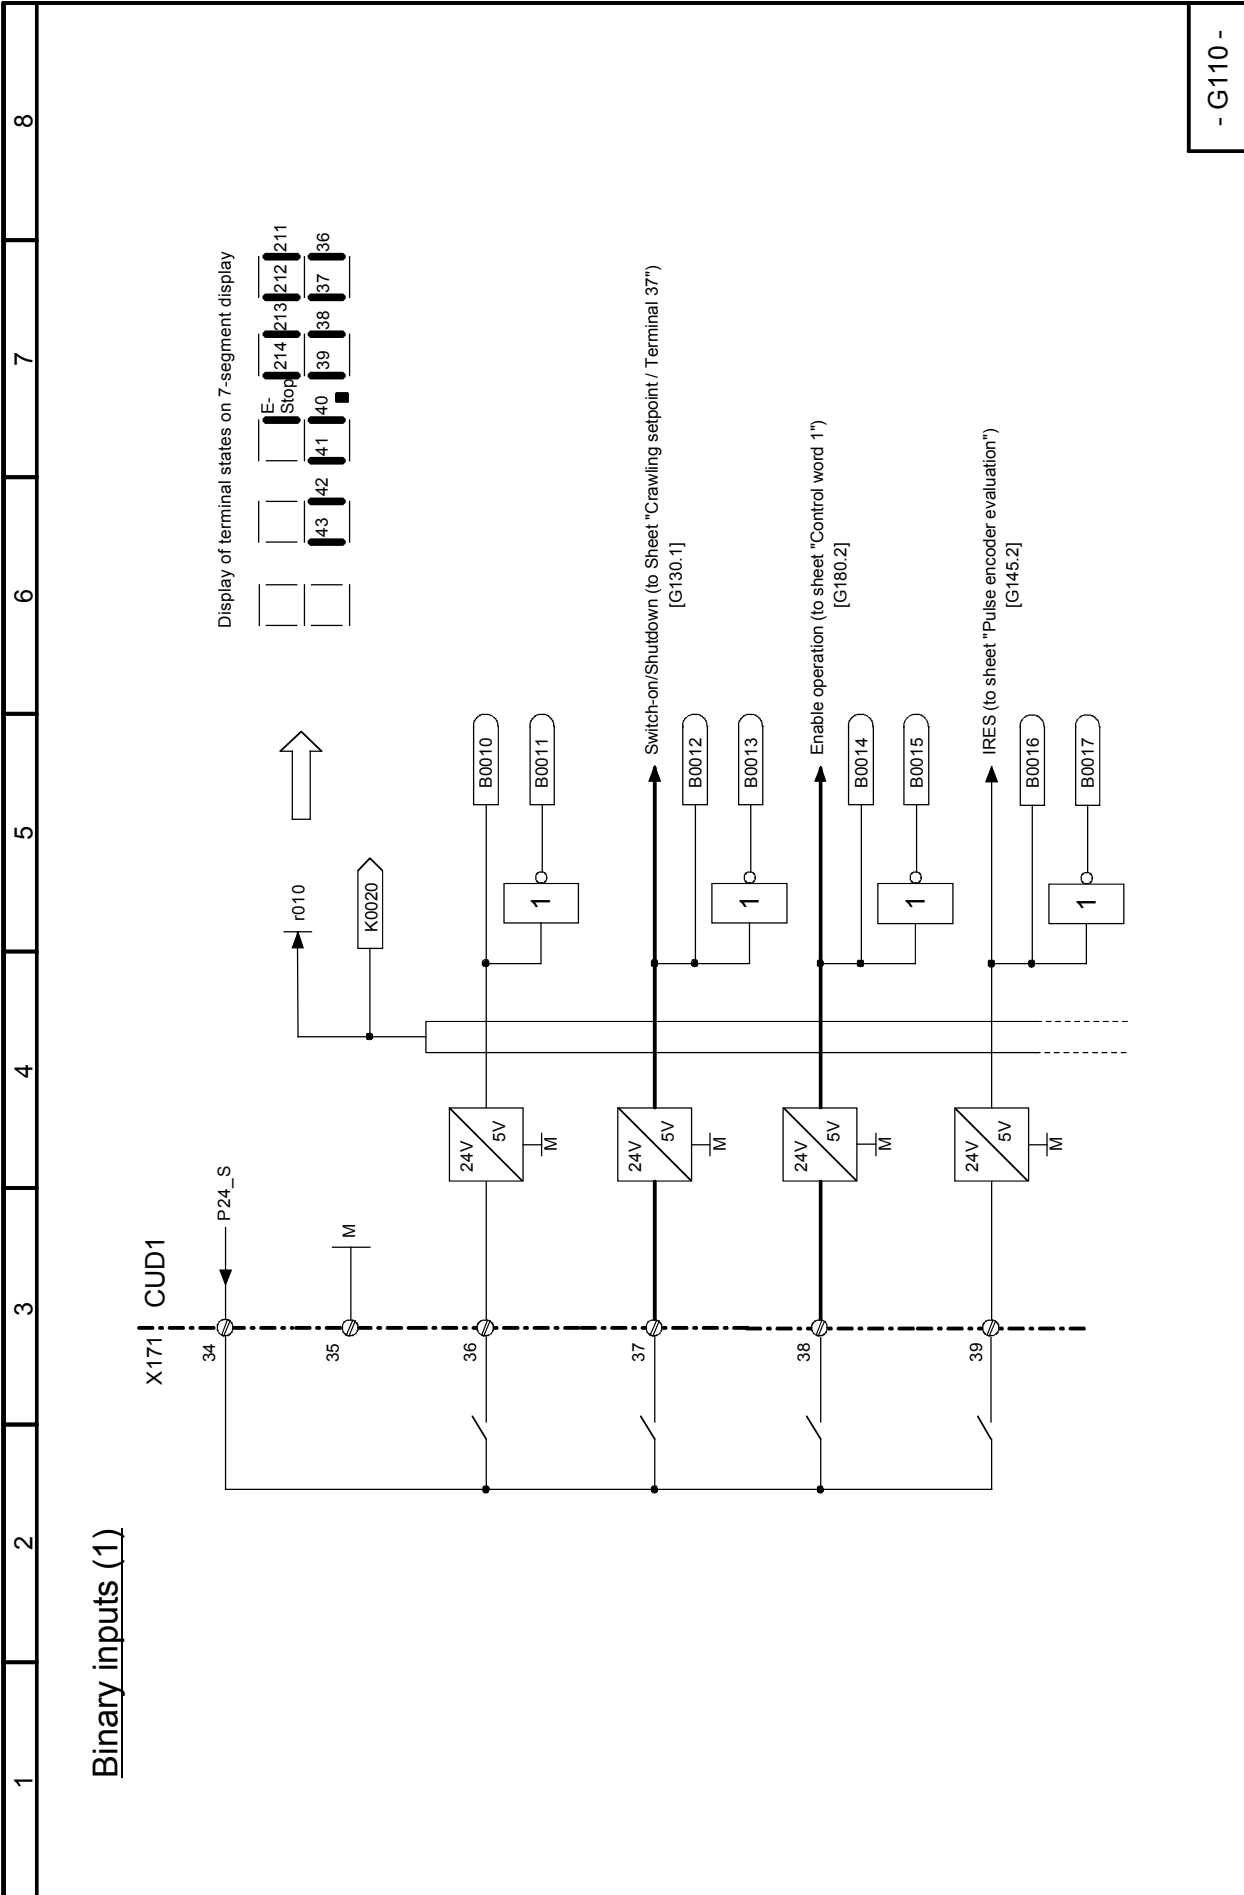 Binary inputs (1)
X171 CUD1
34
P24_S
35
M
r010
K0020
Display of terminal states on 7-segment display
E-
Stop
214 213 212 211
43 42 41 40 39 38 37 36
36
24V
5V
M
1
B0010
B0011
37
24V
5V
M
1
Switch-on/Shutdown (to Sheet "Crawling setpoint / Terminal 37")
[G130.1]
B0012
B0013
38
24V
5V
M
1
Enable operation (to sheet "Control word 1")
[G180.2]
B0014
B0015
39
24V
5V
M
1
IRES (to sheet "Pulse encoder evaluation")
[G145.2]
B0016
B0017
1 2 3 4 5 6 7 8
- G110 -